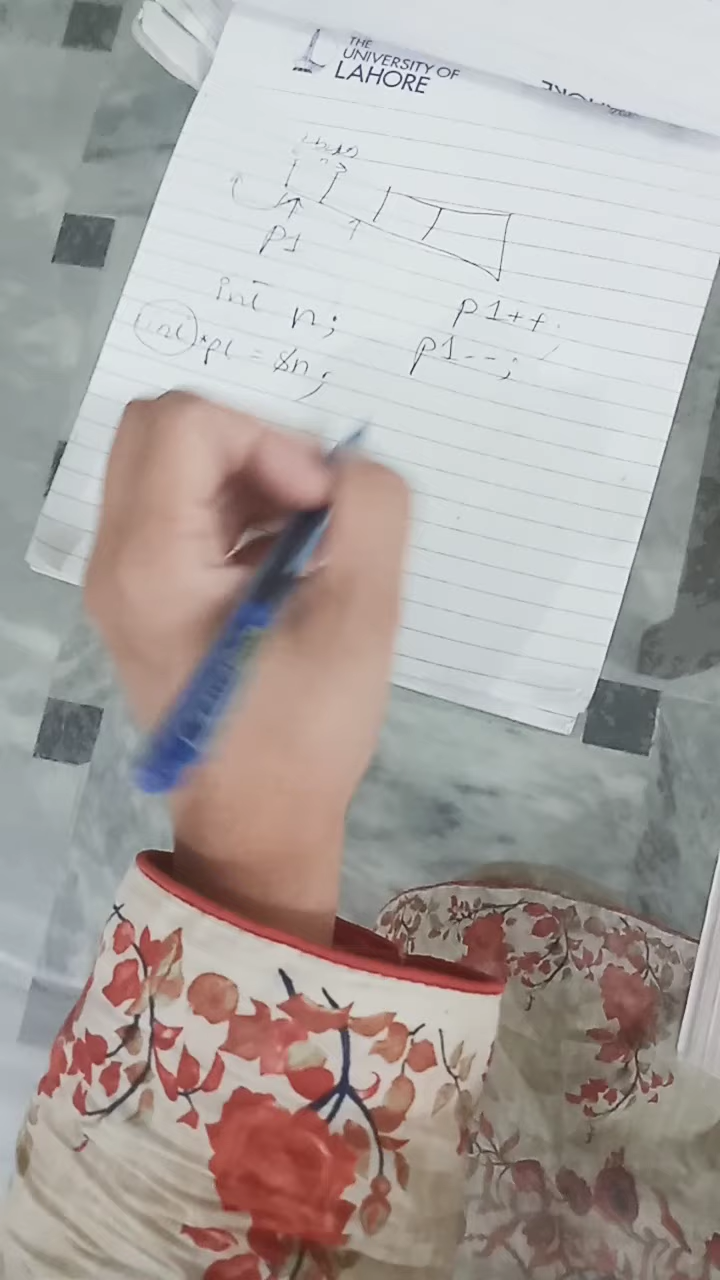 THE
UNIVERSITY OF
LAHORE
P1
int n;
p1++
int *p1 = &n;
p1--;